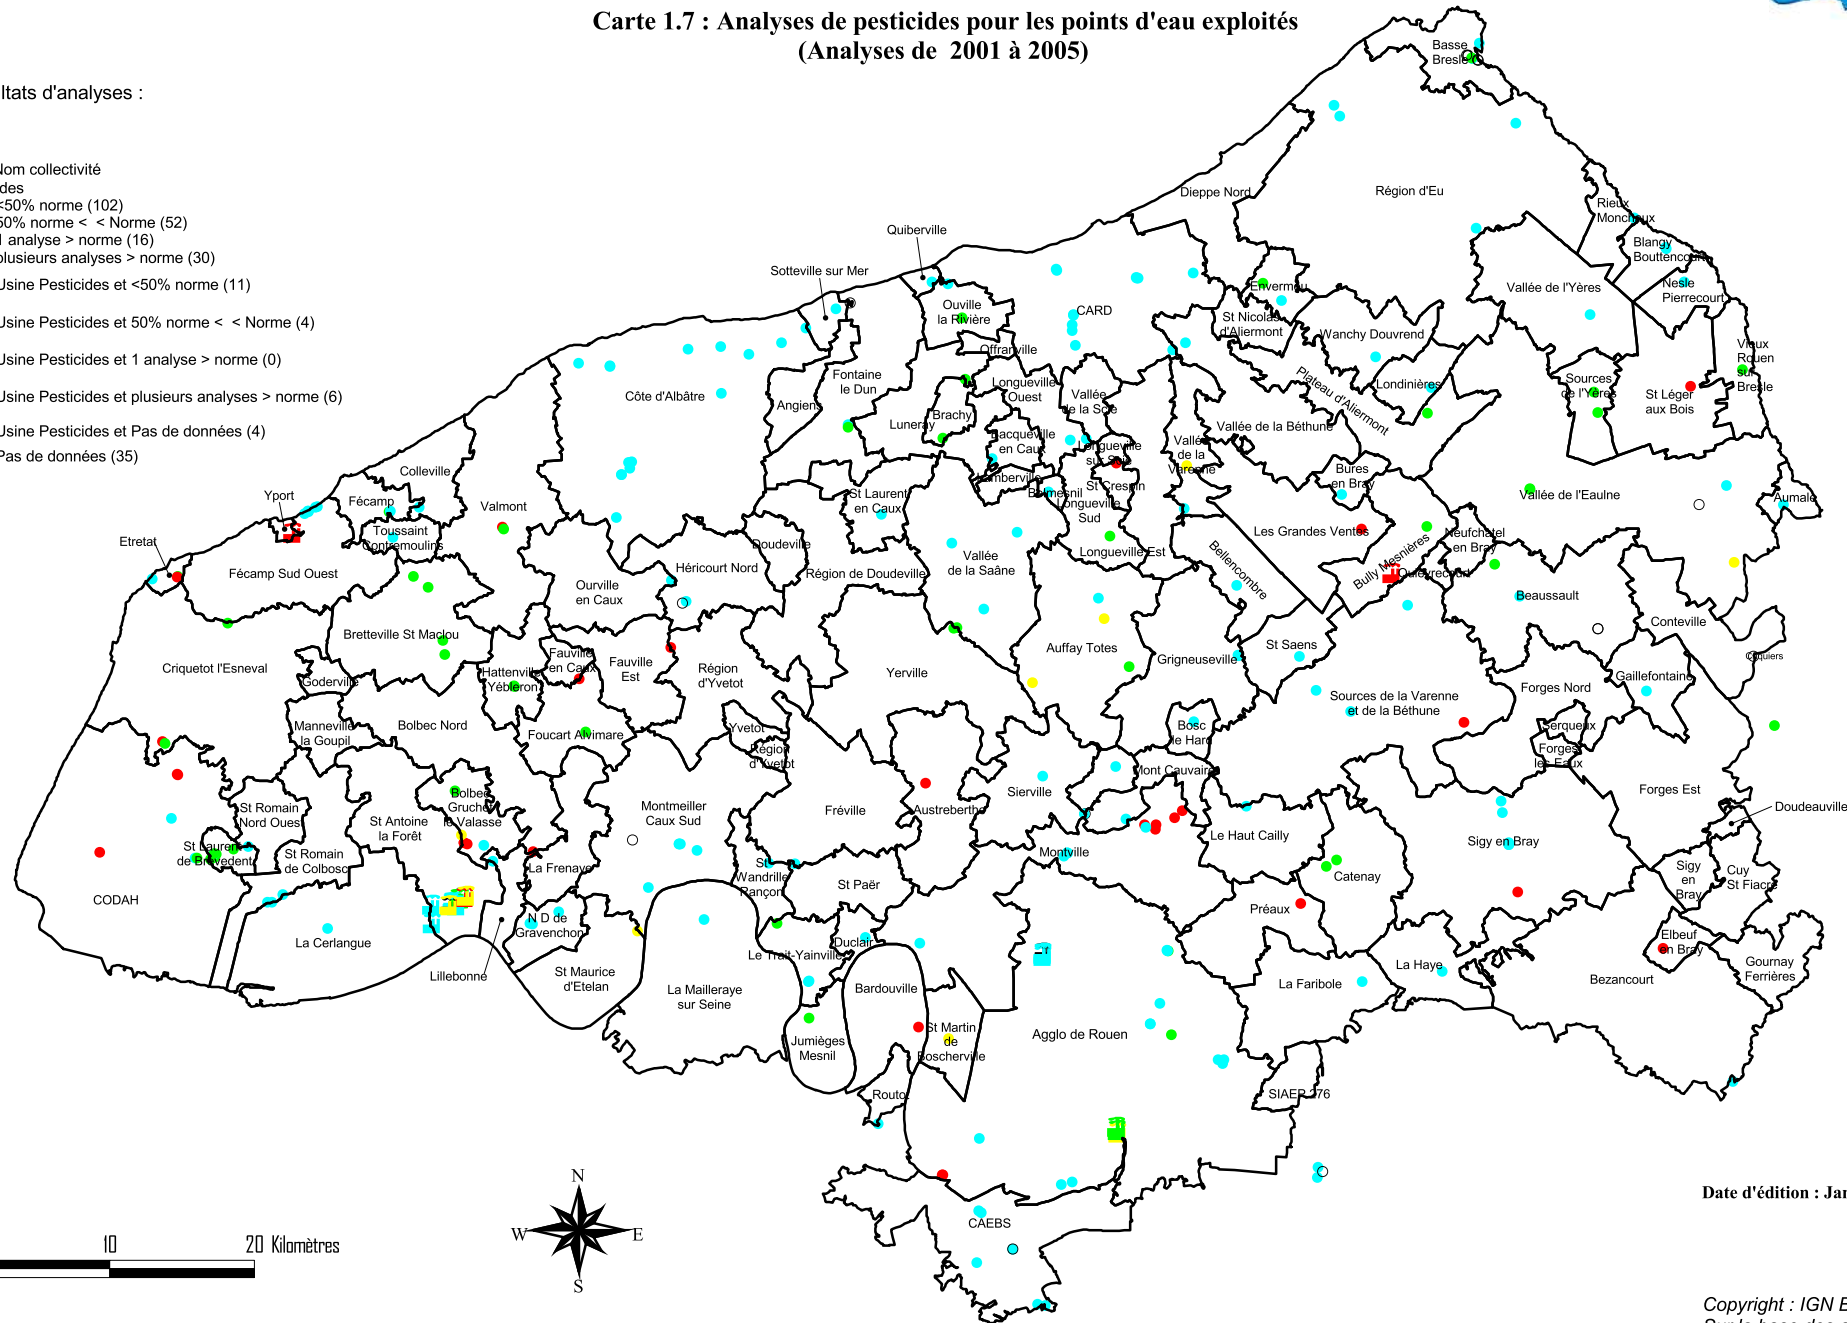 Carte 1.7 : Analyses de pesticides pour les points d'eau exploités
(Analyses de 2001 à 2005)
ltats d'analyses :
Nom collectivité
des
<50% norme (102)
50% norme < < Norme (52)
1 analyse > norme (16)
plusieurs analyses > norme (30)
Usine Pesticides et <50% norme (11)
Usine Pesticides et 50% norme < < Norme (4)
Usine Pesticides et 1 analyse > norme (0)
Usine Pesticides et plusieurs analyses > norme (6)
Usine Pesticides et Pas de données (4)
Pas de données (35)
Basse
Bresle
Dieppe Nord
Région d'Eu
Rieux
Monchaux
Blangy
Bouttencourt
Nesle
Pierrecourt
Quiberville
Sotteville sur Mer
Ouville
la Rivière
CARD
Envermeu
St Nicolas
d'Aliermont
Wanchy Douvrend
Vallée de l'Yères
Vieux
Rouen
sur
Bresle
Offranville
Fontaine
le Dun
Longueville
Ouest
Vallée
de la Scie
Plateau d'Aliermont
Londinières
Sources
de l'Yères
St Léger
aux Bois
Côte d'Albâtre
Angiens
Luneray
Brachy
Bacqueville
en Caux
Longueville
sur Scie
Vallée
de la
Varenne
Vallée de la Béthune
Bures
en Bray
Colleville
Yport
Fécamp
Valmont
St Laurent
en Caux
Lamberville
Belmesnil
St Crespin
Longueville
Sud
Vallée de l'Eaulne
Aumale
Toussaint
Contremoulins
Etretat
Fécamp Sud Ouest
Doudeville
Héricourt Nord
Région de Doudeville
Vallée
de la Saâne
Longueville Est
Bellencombre
Les Grandes Ventes
Bully Mesnières
Quièvrecourt
Neufchatel
en Bray
Ourville
en Caux
Beaussault
Conteville
Bretteville St Maclou
Criquetot l'Esneval
Goderville
Hattenville
Yébleron
Fauville
en Caux
Fauville
Est
Région
d'Yvetot
Yerville
Auffay Totes
Grigneuseville
St Saens
Sources de la Varenne
et de la Béthune
Forges Nord
Gaillefontaine
Manneville
la Goupil
Bolbec Nord
Foucart Alvimare
Yvetot
Région
d'Yvetot
Bosc
le Hard
Serqueux
Forges
les Eaux
Mont Cauvaire
Forges Est
Doudeauville
St Romain
Nord Ouest
St Antoine
la Forêt
Bolbec
Gruchet
le Valasse
Montmeiller
Caux Sud
Fréville
Austreberthe
Sierville
Le Haut Cailly
Sigy en Bray
St Laurent
de Brévedent
St Romain
de Colbosc
La Frenaye
St
Wandrille
Rançon
St Paër
Montville
Catenay
Sigy
en
Bray
Cuy
St Fiacre
CODAH
La Cerlangue
Lillebonne
N D de
Gravenchon
Préaux
Elbeuf
en Bray
Le Trait-Yainville
Duclair
Gournay
Ferrières
St Maurice
d'Etelan
La Mailleraye
sur Seine
Bardouville
La Faribole
La Haye
Bezancourt
Jumièges
Mesnil
St Martin
de
Boscherville
Agglo de Rouen
Routot
SIAEP 276
CAEBS
N
W
E
S
10
20 Kilomètres
Date d'édition : Jan
Copyright : IGN